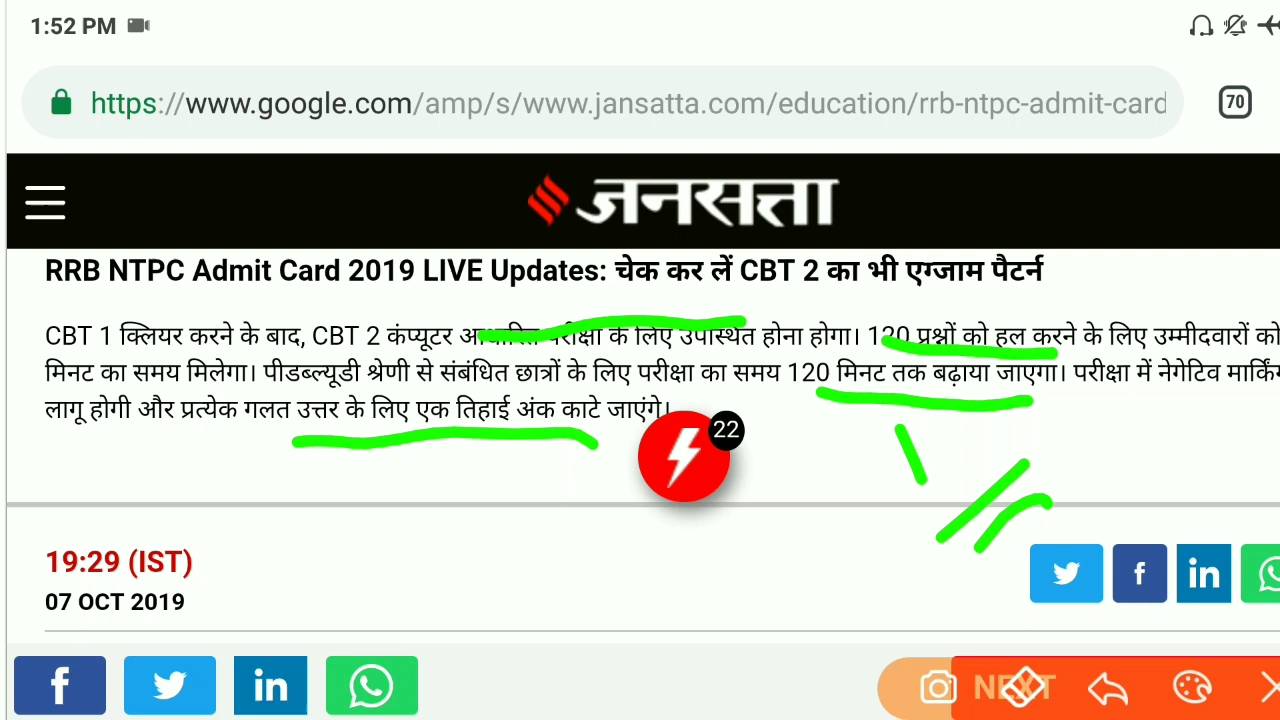 1:52 PM
https://www.google.com/amp/s/www.jansatta.com/education/rrb-ntpc-admit-card
70
जनसत्ता
RRB NTPC Admit Card 2019 LIVE Updates: चेक कर लें CBT 2 का भी एग्जाम पैटर्न
CBT 1 क्लियर करने के बाद, CBT 2 कंप्यूटर आधारित परीक्षा के लिए उपस्थित होना होगा। 120 प्रश्नों को हल करने के लिए उम्मीदवारों को
मिनट का समय मिलेगा। पीडब्ल्यूडी श्रेणी से संबंधित छात्रों के लिए परीक्षा का समय 120 मिनट तक बढ़ाया जाएगा। परीक्षा में नेगेटिव
लागू होगी और प्रत्येक गलत उत्तर के लिए एक तिहाई अंक काटे जाएंगे।
22
19:29 (IST)
07 OCT 2019
NEXT